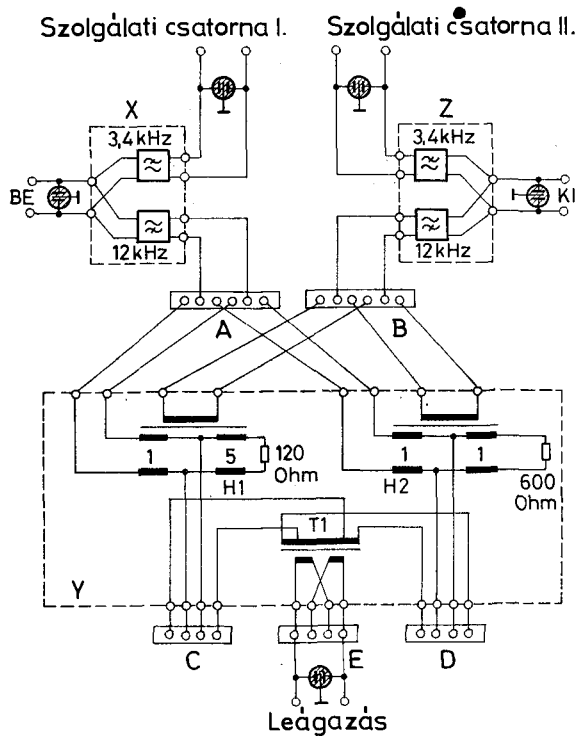 Szolgálati csatorna I.
Szolgálati csatorna II.
X
Z
3,4 kHz
3,4 kHz
BE
KI
12 kHz
12 kHz
A
B
1
5
120
Ohm
H1
1
1
H2
600
Ohm
T1
Y
C
E
D
Leágazás